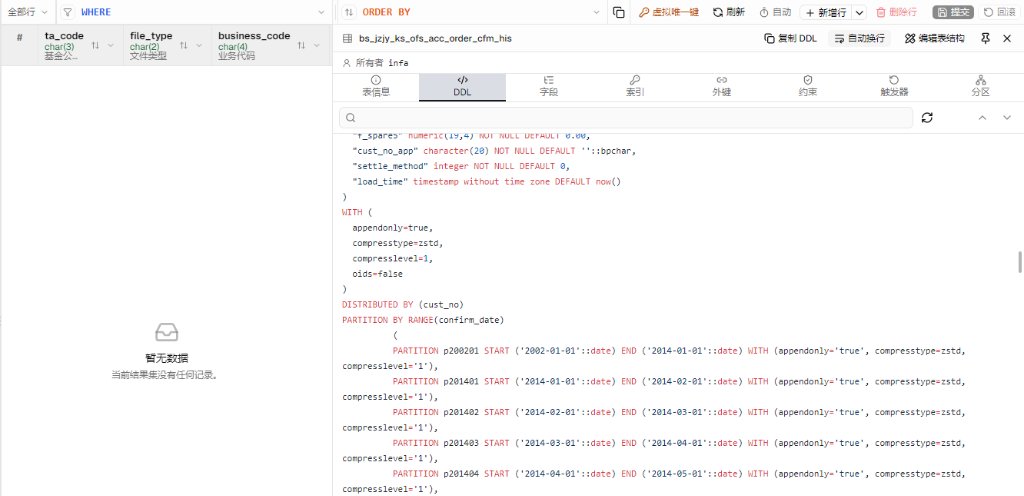 全部行 WHERE ORDER BY 虚拟唯一键 刷新 自动 新增行 删除行 提交 回滚
# ta_code file_type business_code
char(3) char(2) char(4)
基金公... 文件类型 业务代码
暂无数据
当前结果集没有任何记录。
bs_jzjy_ks_ofs_acc_order_cfm_his 复制 DDL 自动换行 编辑表结构
所有者 infa
表信息 DDL 字段 索引 外键 约束 触发器 分区
"f_spare5" numeric(19,4) NOT NULL DEFAULT 0.00,
"cust_no_app" character(20) NOT NULL DEFAULT ''::bpchar,
"settle_method" integer NOT NULL DEFAULT 0,
"load_time" timestamp without time zone DEFAULT now()
)
WITH (
appendonly=true,
compresstype=zstd,
compresslevel=1,
oids=false
)
DISTRIBUTED BY (cust_no)
PARTITION BY RANGE(confirm_date)
(
PARTITION p200201 START ('2002-01-01'::date) END ('2014-01-01'::date) WITH (appendonly='true', compresstype=zstd,
compresslevel='1'),
PARTITION p201401 START ('2014-01-01'::date) END ('2014-02-01'::date) WITH (appendonly='true', compresstype=zstd,
compresslevel='1'),
PARTITION p201402 START ('2014-02-01'::date) END ('2014-03-01'::date) WITH (appendonly='true', compresstype=zstd,
compresslevel='1'),
PARTITION p201403 START ('2014-03-01'::date) END ('2014-04-01'::date) WITH (appendonly='true', compresstype=zstd,
compresslevel='1'),
PARTITION p201404 START ('2014-04-01'::date) END ('2014-05-01'::date) WITH (appendonly='true', compresstype=zstd,
compresslevel='1'),